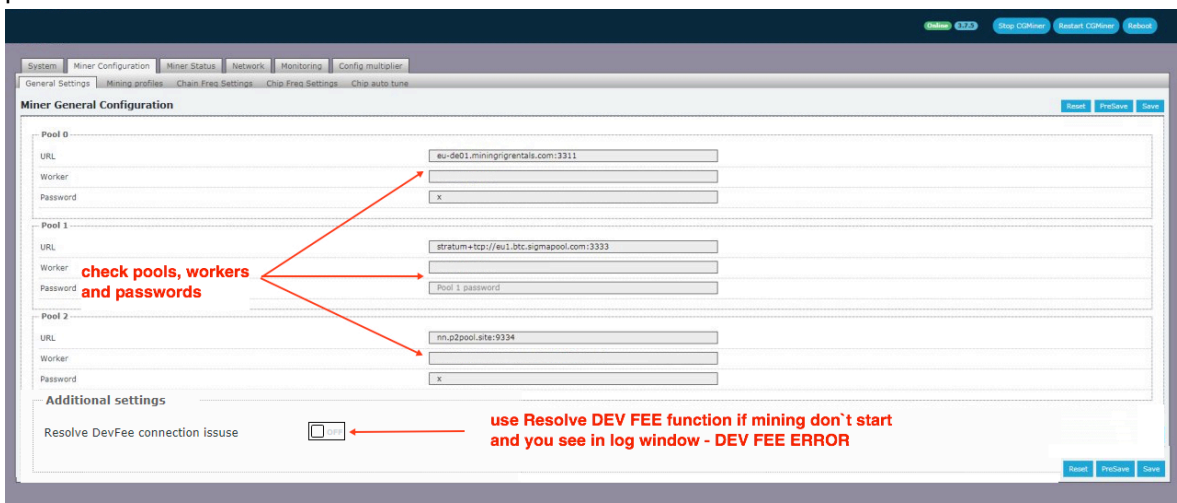 Online 3.7.5 Stop CGMiner Restart CGMiner Reboot
System Miner Configuration Miner Status Network Monitoring Config multiplier
General Settings Mining profiles Chain Freq Settings Chip Freq Settings Chip auto tune
Miner General Configuration Reset PreSave Save
Pool 0
URL eu-de01.miningrigrentals.com:3311
Worker
Password x
Pool 1
URL stratum+tcp://eu1.btc.sigmapool.com:3333
Worker
Password Pool 1 password
check pools, workers
and passwords
Pool 2
URL nn.p2pool.site:9334
Worker
Password x
Additional settings
Resolve DevFee connection issuse OFF
use Resolve DEV FEE function if mining don`t start
and you see in log window - DEV FEE ERROR
Reset PreSave Save